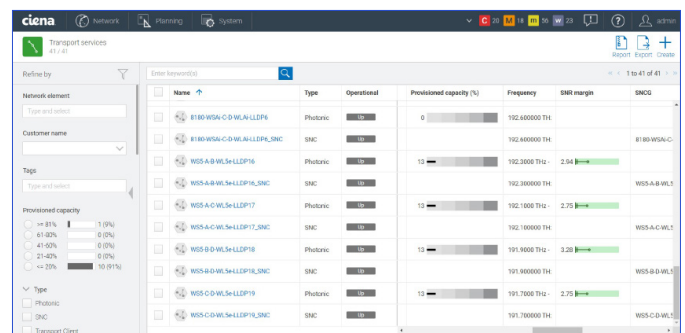 ciena Network Planning System C 20 M 18 m 56 w 23 ? admin
Transport services
41 / 41
Report Export Create
Refine by
Enter keyword(s)
1 to 41 of 41
Name Type Operational Provisioned capacity (%) Frequency SNR margin SNCG
Network element
Type and select
Customer name
Tags
Type and select
Provisioned capacity
>= 81% 1 (9%)
61-80% 0 (0%)
41-60% 0 (0%)
21-40% 0 (0%)
<= 20% 10 (91%)
Type
Photonic
SNC
Transport Client
8180-WSAi-C-D-WLAi-LLDP6 Photonic Up 0 192.600000 TH:
8180-WSAi-C-D-WLAi-LLDP6_SNC SNC Up 192.600000 TH: 8180-WSAi-C
WS5-A-B-WL5e-LLDP16 Photonic Up 13 192.3000 THz - 2.94
WS5-A-B-WL5e-LLDP16_SNC SNC Up 192.300000 TH: WS5-A-B-WL5
WS5-A-C-WL5e-LLDP17 Photonic Up 13 192.1000 THz - 2.75
WS5-A-C-WL5e-LLDP17_SNC SNC Up 192.100000 TH: WS5-A-C-WL5
WS5-B-D-WL5e-LLDP18 Photonic Up 13 191.9000 THz - 3.28
WS5-B-D-WL5e-LLDP18_SNC SNC Up 191.900000 TH: WS5-B-D-WL5
WS5-C-D-WL5e-LLDP19 Photonic Up 13 191.7000 THz - 2.75
WS5-C-D-WL5e-LLDP19_SNC SNC Up 191.700000 TH: WS5-C-D-WL5